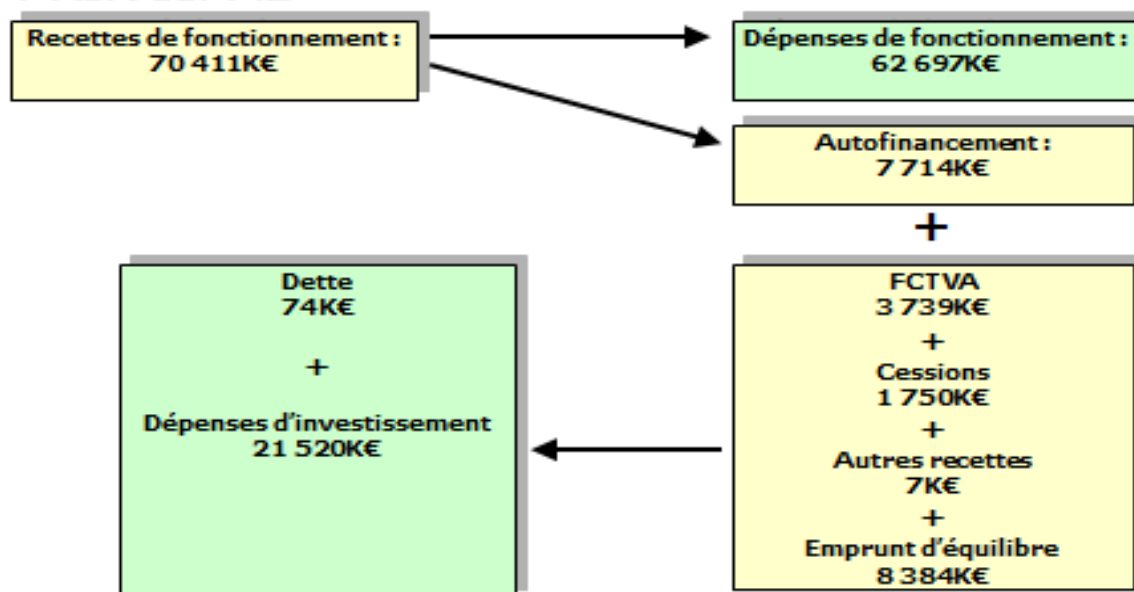 Recettes de fonctionnement :
70 411K€
Dépenses de fonctionnement :
62 697K€
Autofinancement :
7 714K€
+
Dette
74K€
+
Dépenses d'investissement
21 520K€
FCTVA
3 739K€
+
Cessions
1 750K€
+
Autres recettes
7K€
+
Emprunt d'équilibre
8 384K€